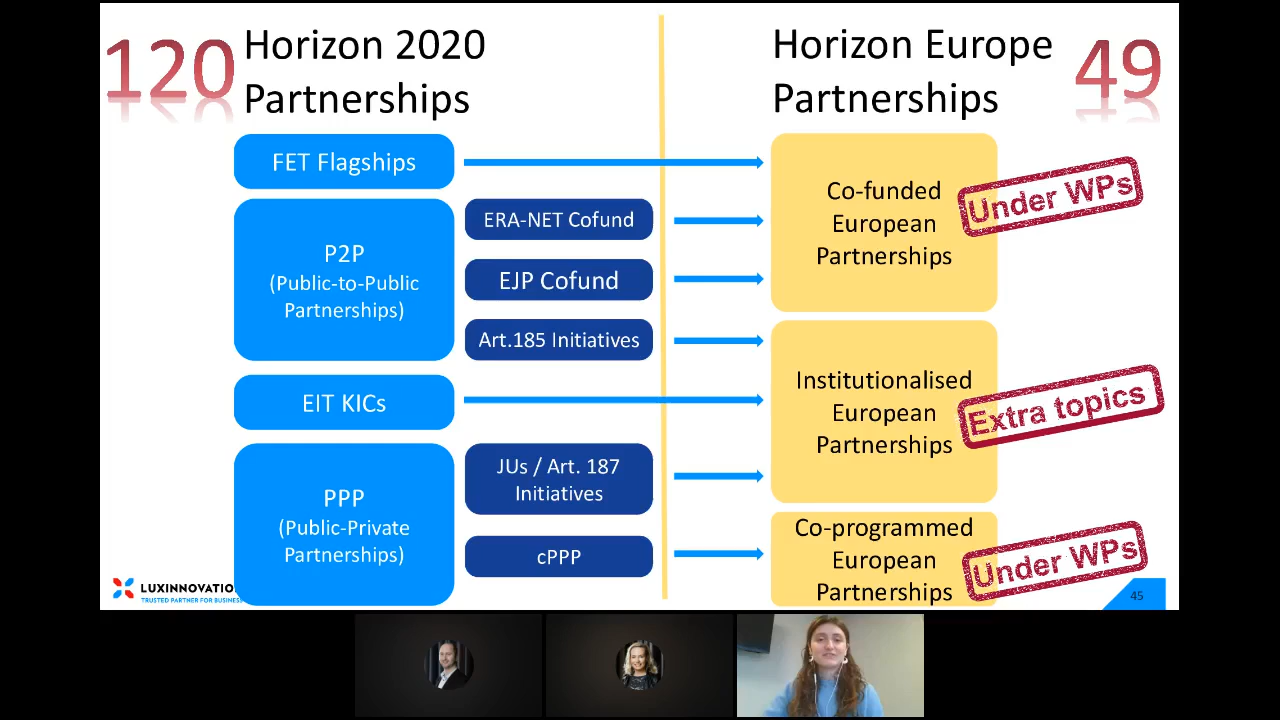 120
Horizon 2020
Partnerships
Horizon Europe
Partnerships
49
FET Flagships
P2P
(Public-to-Public
Partnerships)
ERA-NET Cofund
EJP Cofund
Art.185 Initiatives
EIT KICs
PPP
(Public-Private
Partnerships)
JUs / Art. 187
Initiatives
cPPP
Co-funded
European
Partnerships
Under WPs
Institutionalised
European
Partnerships
Extra topics
Co-programmed
European
Partnerships
Under WPs
LUXINNOVATIO
TRUSTED PARTNER FOR BUSINES
45